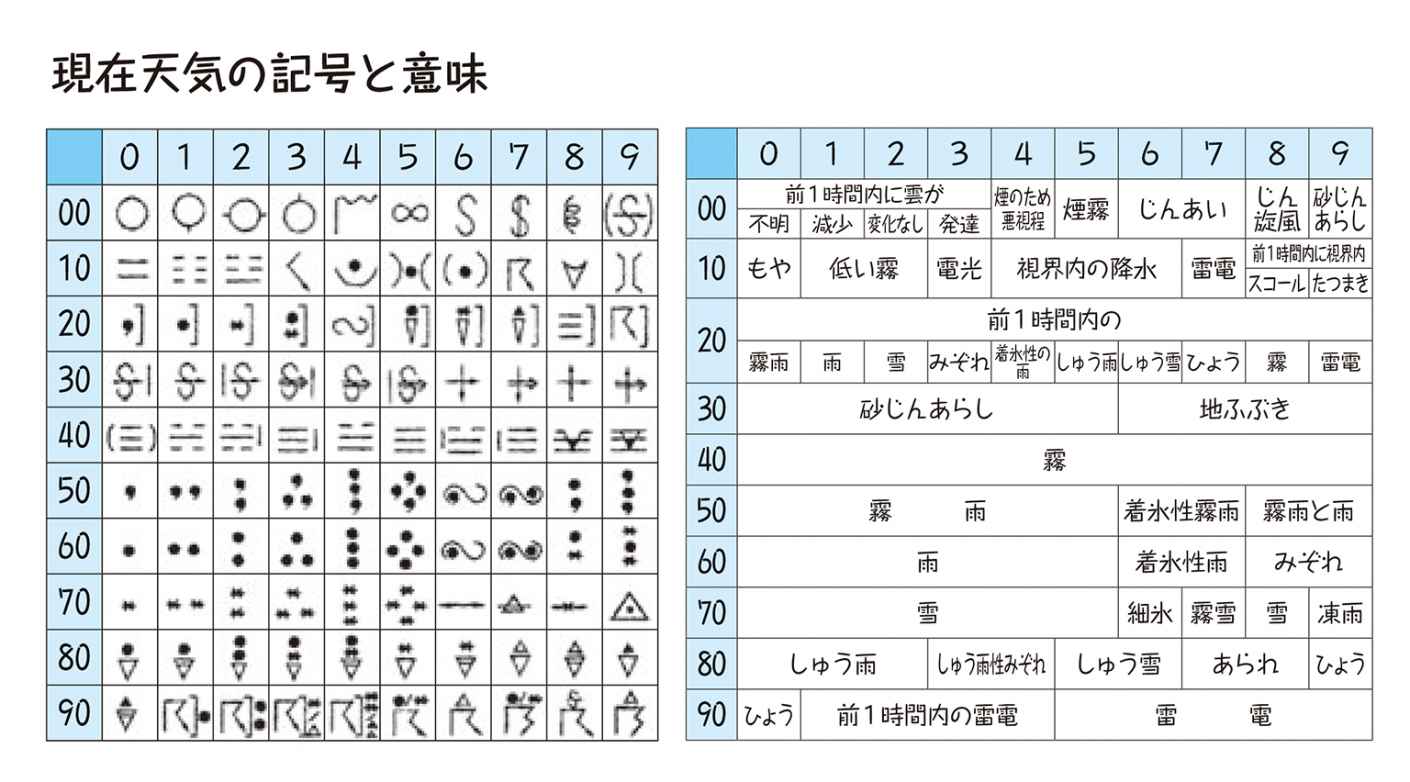 現在天気の記号と意味
0 1 2 3 4 5 6 7 8 9
00
10
20
30
40
50
60
70
80
90
0 1 2 3 4 5 6 7 8 9
00 前1時間内に雲が 煙のため悪視程 煙霧 じんあい じん旋風 砂じんあらし
不明 減少 変化なし 発達
10 もや 低い霧 電光 視界内の降水 雷電 前1時間内に視界内
スコール たつまき
20 前1時間内の
霧雨 雨 雪 みぞれ 着氷性の雨 しゅう雨 しゅう雪 ひょう 霧 雷電
30 砂じんあらし 地ふぶき
40 霧
50 霧雨 着氷性霧雨 霧雨と雨
60 雨 着氷性雨 みぞれ
70 雪 細氷 霧雪 雪 凍雨
80 しゅう雨 しゅう雨性みぞれ しゅう雪 あられ ひょう
90 ひょう 前1時間内の雷電 雷電